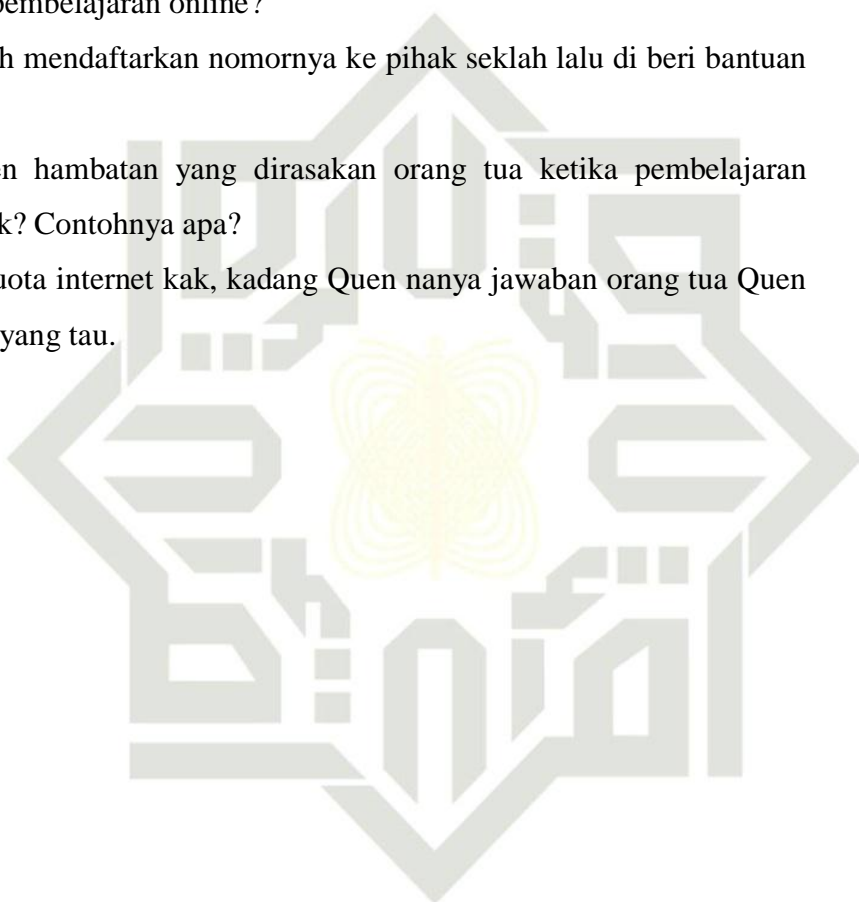 pembelajaran online?
h mendaftarkan nomornya ke pihak seklah lalu di beri bantuan
en hambatan yang dirasakan orang tua ketika pembelajaran
k? Contohnya apa?
uota internet kak, kadang Quen nanya jawaban orang tua Quen
yang tau.